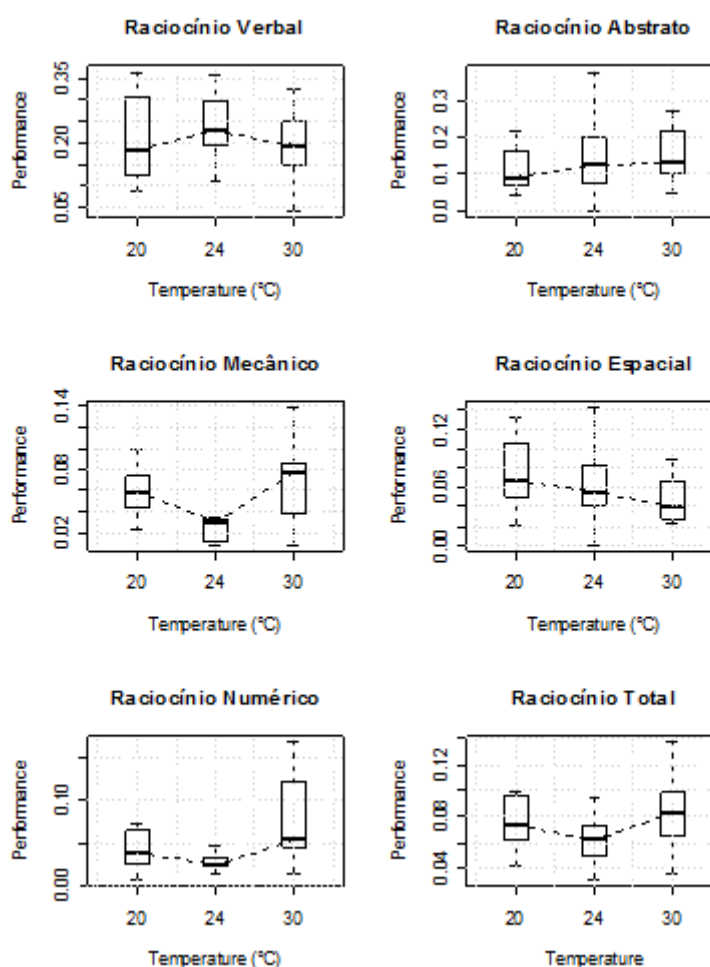 Raciocínio Verbal
Performance
0.05 0.20 0.35
20 24 30
Temperature (°C)
Raciocínio Abstrato
Performance
0.0 0.1 0.2 0.3
20 24 30
Temperature (°C)
Raciocínio Mecânico
Performance
0.02 0.08 0.14
20 24 30
Temperature (°C)
Raciocínio Espacial
Performance
0.00 0.06 0.12
20 24 30
Temperature (°C)
Raciocínio Numérico
Performance
0.00 0.10
20 24 30
Temperature (°C)
Raciocínio Total
Performance
0.04 0.08 0.12
20 24 30
Temperature